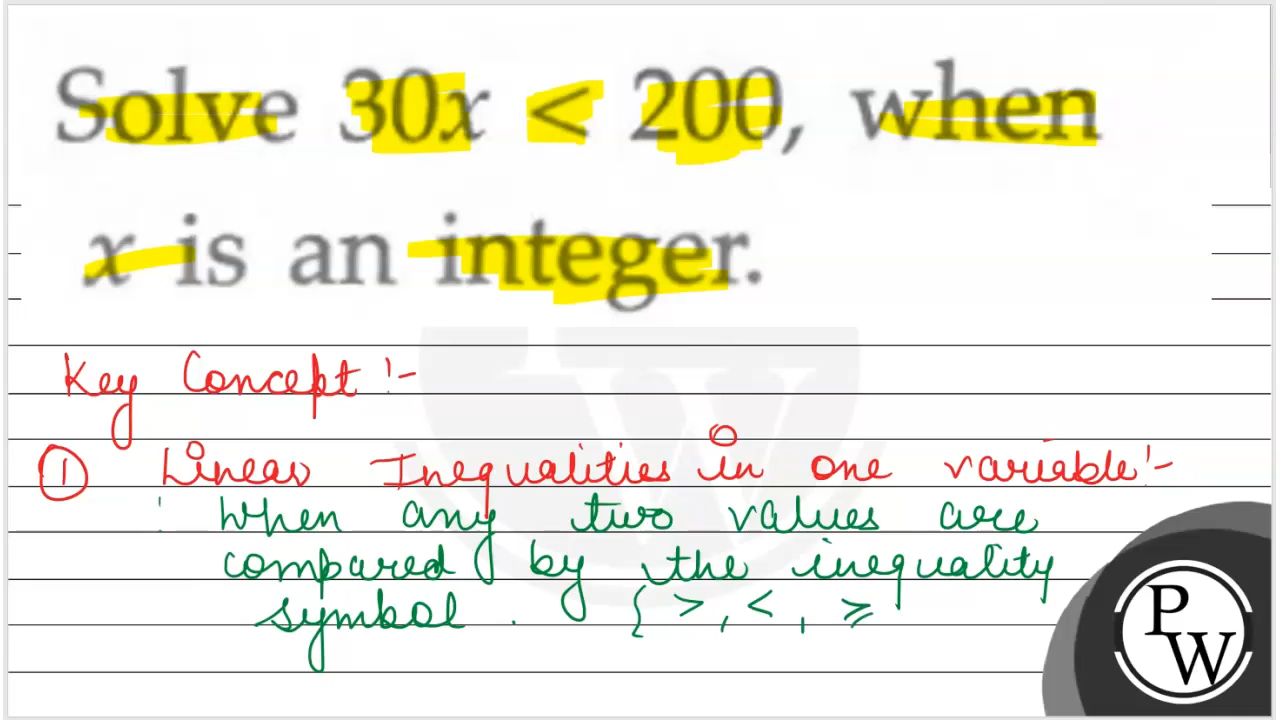 Solve 30x < 200, when
x is an integer.
Key Concept :-
① Linear Inequalities in one variable :-
: When any two values are
compared by the inequality
symbol . { >, < , ≥
PW